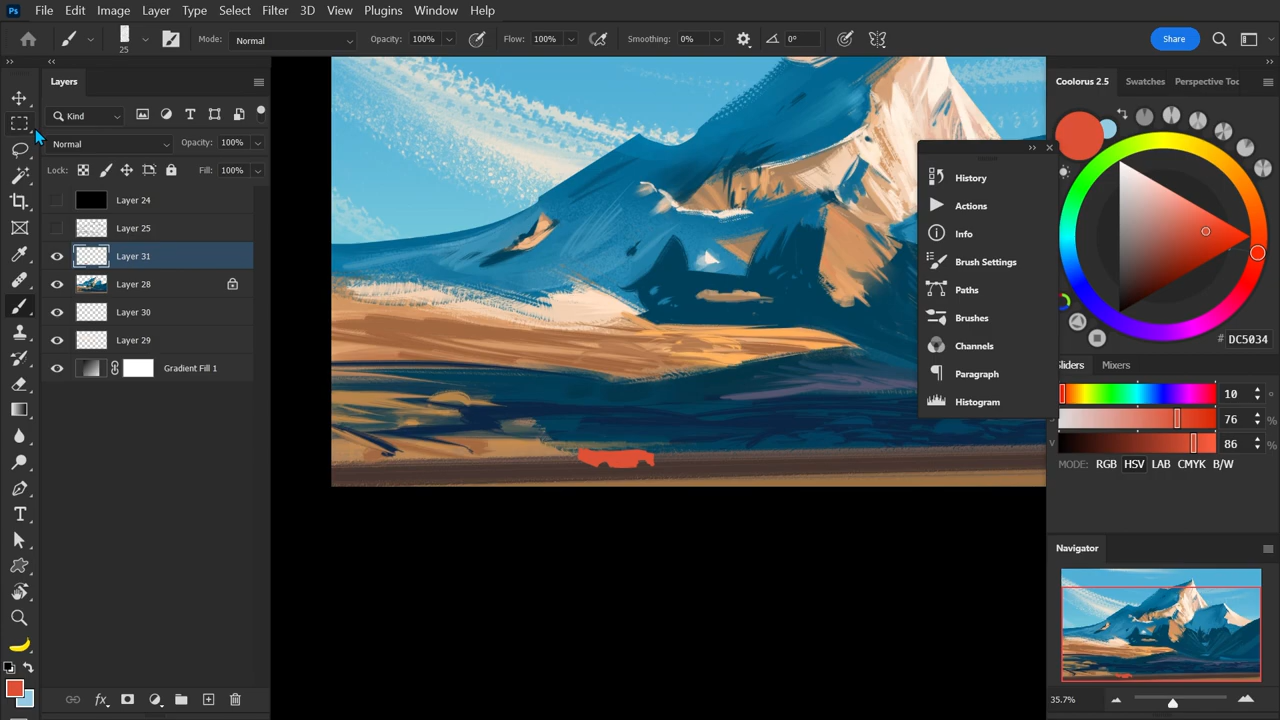 Ps File Edit Image Layer Type Select Filter 3D View Plugins Window Help
25 Mode: Normal Opacity: 100% Flow: 100% Smoothing: 0% 0° Share
Layers
Kind
Normal Opacity: 100%
Lock: Fill: 100%
Layer 24
Layer 25
Layer 31
Layer 28
Layer 30
Layer 29
Gradient Fill 1
T
History
Actions
Info
Brush Settings
Paths
Brushes
Channels
Paragraph
Histogram
Coolorus 2.5 Swatches Perspective Toc
# DC5034
Sliders Mixers
10 °
76 %
V 86 %
MODE: RGB HSV LAB CMYK B/W
Navigator
35.7%
fx